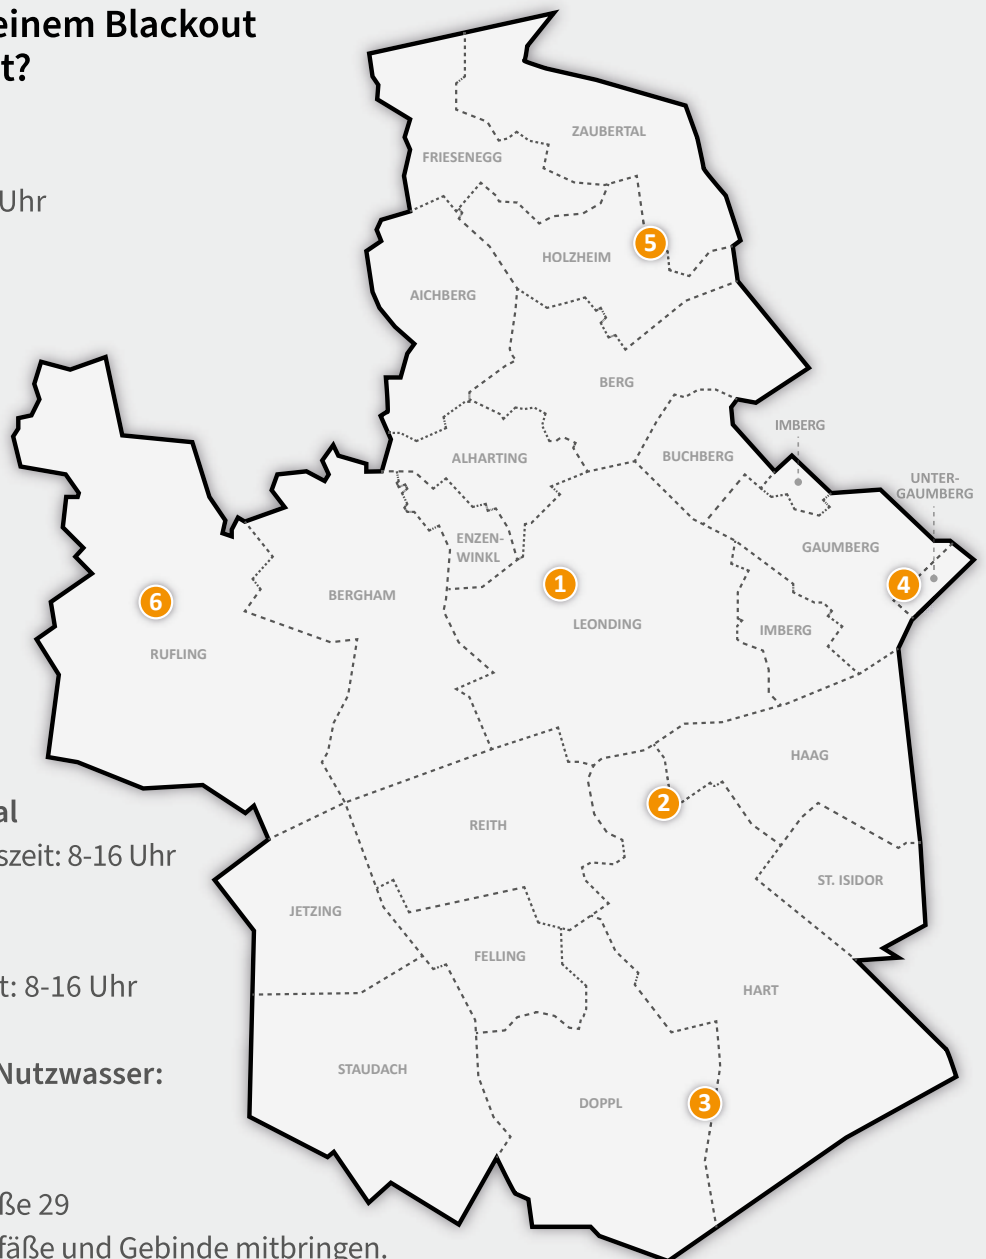 einem Blackout
t?
Uhr
ZAUBERTAL
FRIESENEGG
5
HOLZHEIM
AICHBERG
BERG
IMBERG
BUCHBERG
ALHARTING
UNTER-
GAUMBERG
ENZEN-
WINKL
GAUMBERG
1
4
BERGHAM
6
LEONDING
IMBERG
RUFLING
HAAG
2
al
REITH
szeit: 8-16 Uhr
ST. ISIDOR
JETZING
FELLING
t: 8-16 Uhr
HART
Nutzwasser:
STAUDACH
DOPPL
3
ße 29
fäße und Gebinde mitbringen.